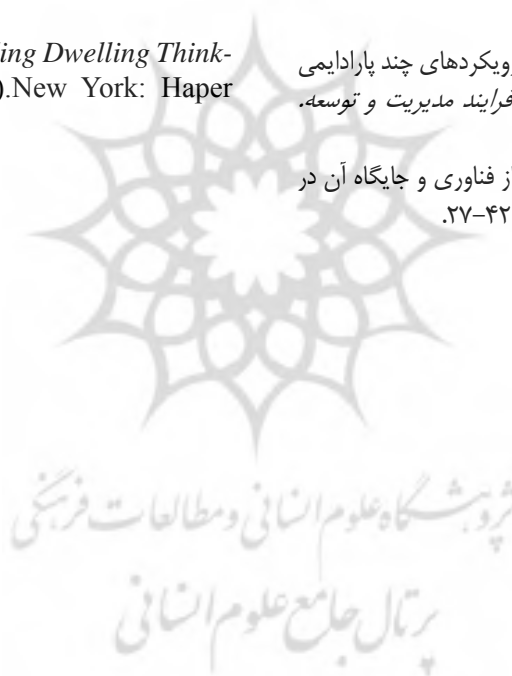 ing Dwelling Think-
).New York: Haper
رویکردهای چند پارادایمی
فرایند مدیریت و توسعه.
از فناوری و جایگاه آن در
۲۷-۴۲.
پژوهشگاه علوم انسانی و مطالعات فرهنگی
پرتال جامع علوم انسانی